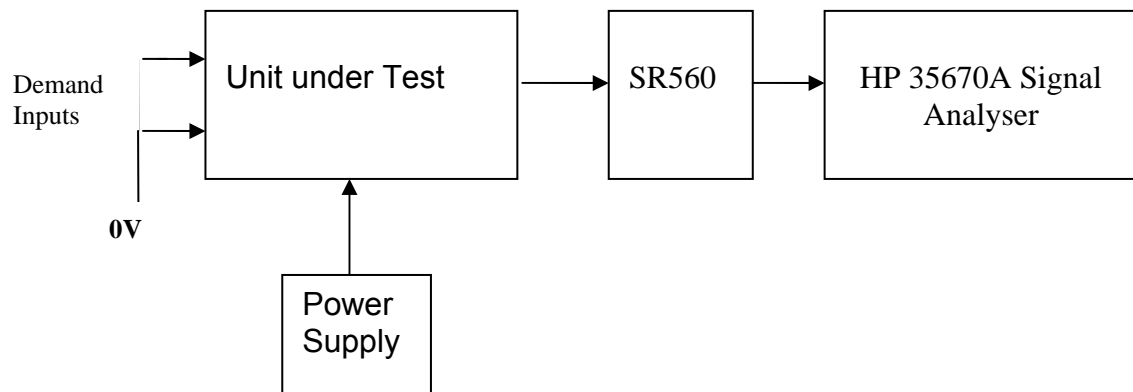 Demand
Inputs
0V
Unit under Test
SR560
HP 35670A Signal
Analyser
Power
Supply